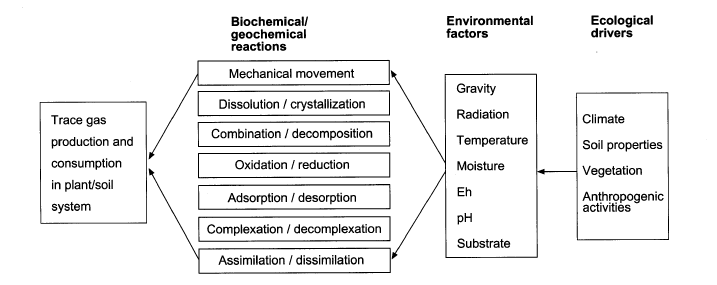 Biochemical/
geochemical
reactions
Environmental
factors
Ecological
drivers
Trace gas
production and
consumption
in plant/soil
system
Mechanical movement
Dissolution / crystallization
Combination / decomposition
Oxidation / reduction
Adsorption / desorption
Complexation / decomplexation
Assimilation / dissimilation
Gravity
Radiation
Temperature
Moisture
Eh
pH
Substrate
Climate
Soil properties
Vegetation
Anthropogenic
activities